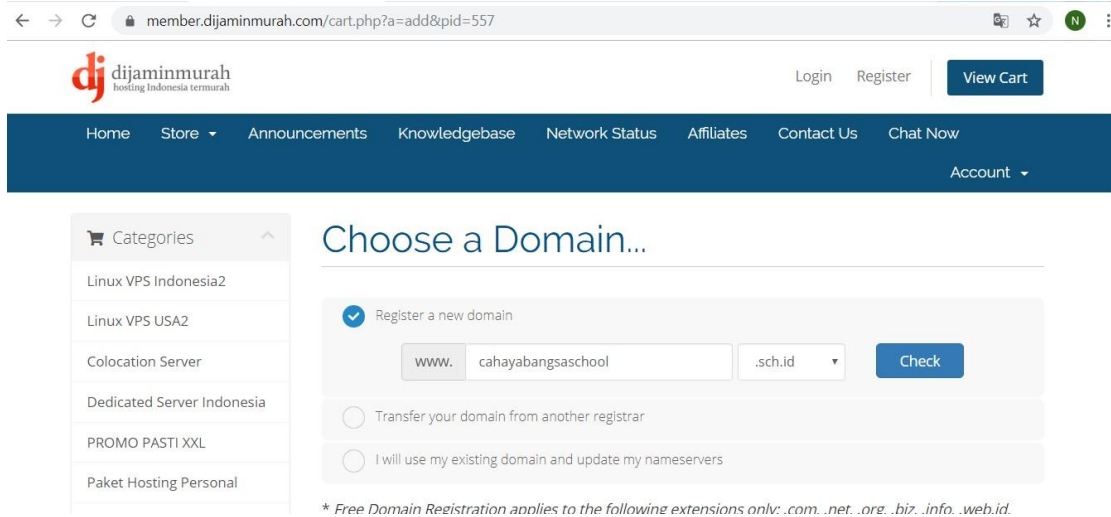 member.dijaminmurah.com/cart.php?a=add&pid=557
N
dj dijaminmurah
hosting Indonesia termurah
Login Register View Cart
Home Store Announcements Knowledgebase Network Status Affiliates Contact Us Chat Now
Account
Categories
Choose a Domain...
Linux VPS Indonesia2
Linux VPS USA2
Colocation Server
Dedicated Server Indonesia
PROMO PASTI XXL
Paket Hosting Personal
Register a new domain
www. cahayabangsaschool .sch.id Check
Transfer your domain from another registrar
I will use my existing domain and update my nameservers
* Free Domain Registration applies to the following extensions only: .com, .net, .org, .biz, .info, .web.id,